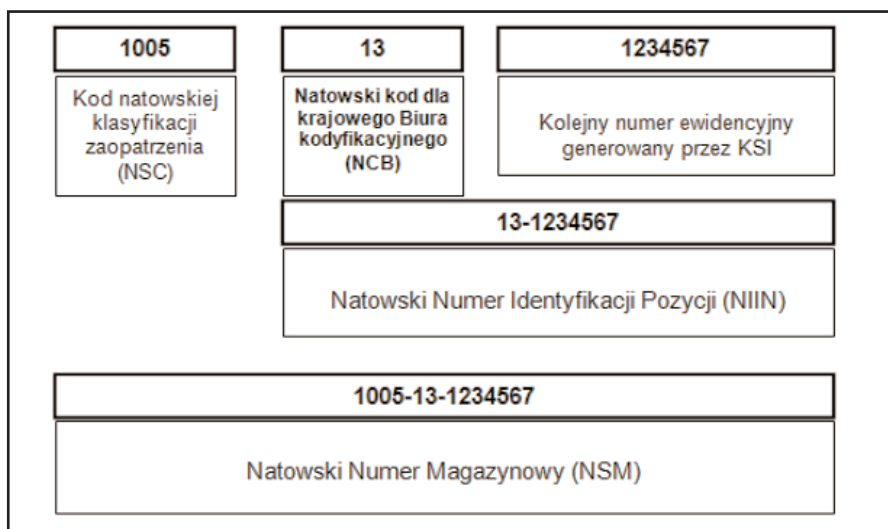 1005
13
1234567
Kod natowskiej
klasyfikacji
zaopatrzenia
(NSC)
Natowski kod dla
krajowego Biura
kodyfikacyjnego
(NCB)
Kolejny numer ewidencyjny
generowany przez KSI
13-1234567
Natowski Numer Identyfikacji Pozycji (NIIN)
1005-13-1234567
Natowski Numer Magazynowy (NSM)